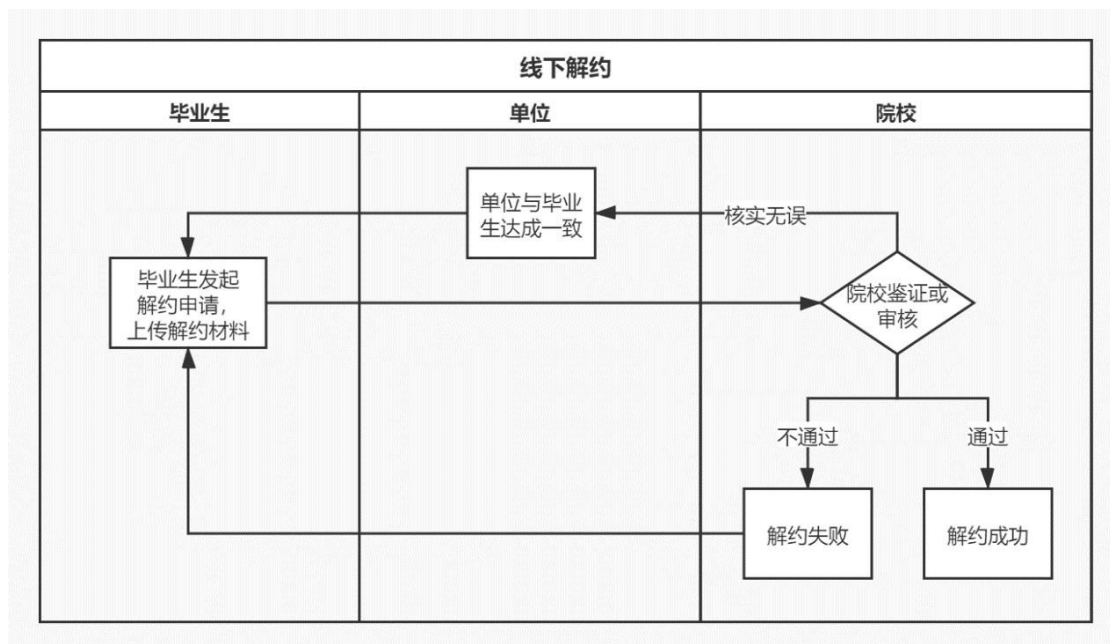 线下解约
毕业生
单位
院校
单位与毕业
生达成一致
核实无误
毕业生发起
解约申请，
上传解约材料
院校鉴证或
审核
不通过
通过
解约失败
解约成功